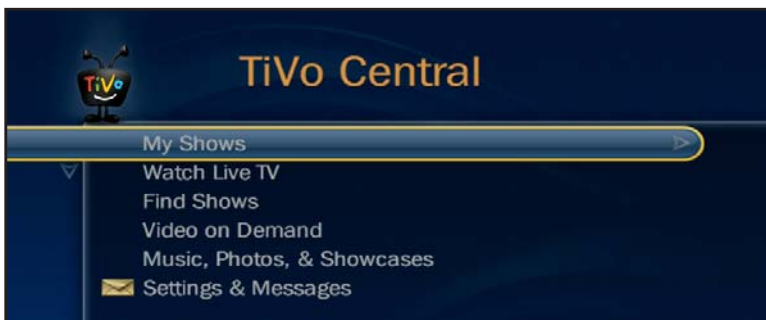 TiVo
TiVo Central
My Shows
Watch Live TV
Find Shows
Video on Demand
Music, Photos, & Showcases
Settings & Messages